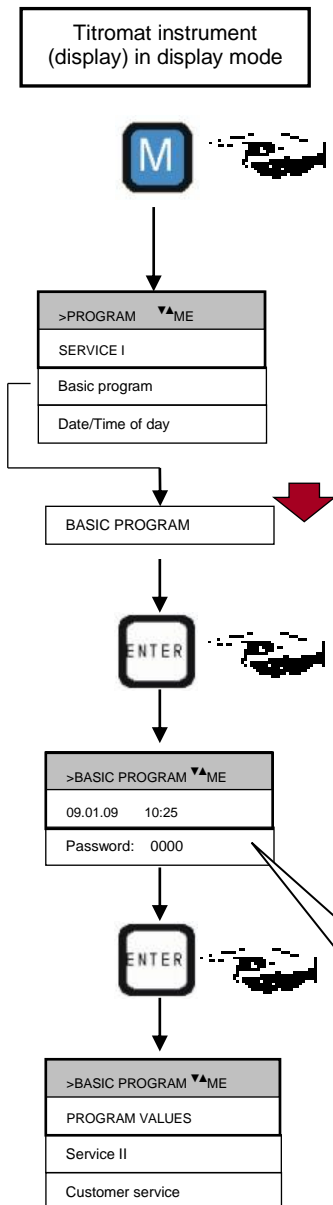 Titromat instrument
(display) in display mode
M
>PROGRAM ▼▲ME
SERVICE I
Basic program
Date/Time of day
BASIC PROGRAM
ENTER
>BASIC PROGRAM ▼▲ME
09.01.09 10:25
Password: 0000
ENTER
>BASIC PROGRAM ▼▲ME
PROGRAM VALUES
Service II
Customer service